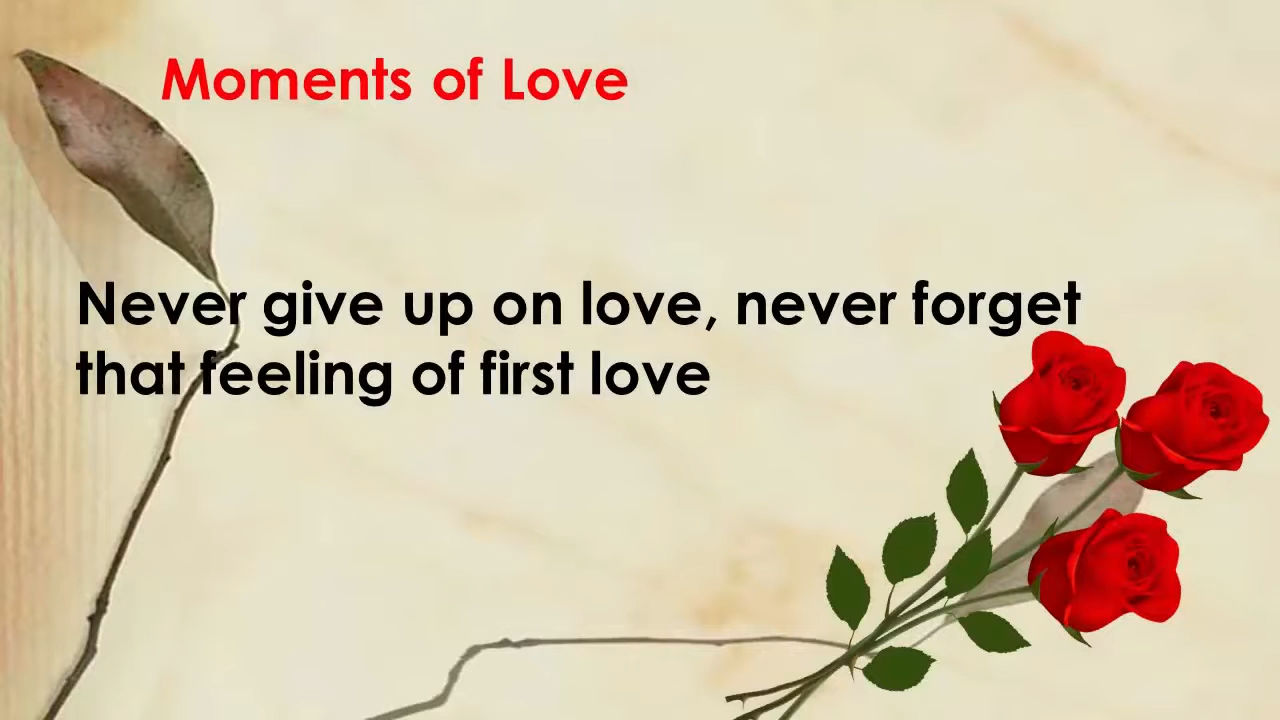 Moments of Love
Never give up on love, never forget
that feeling of first love